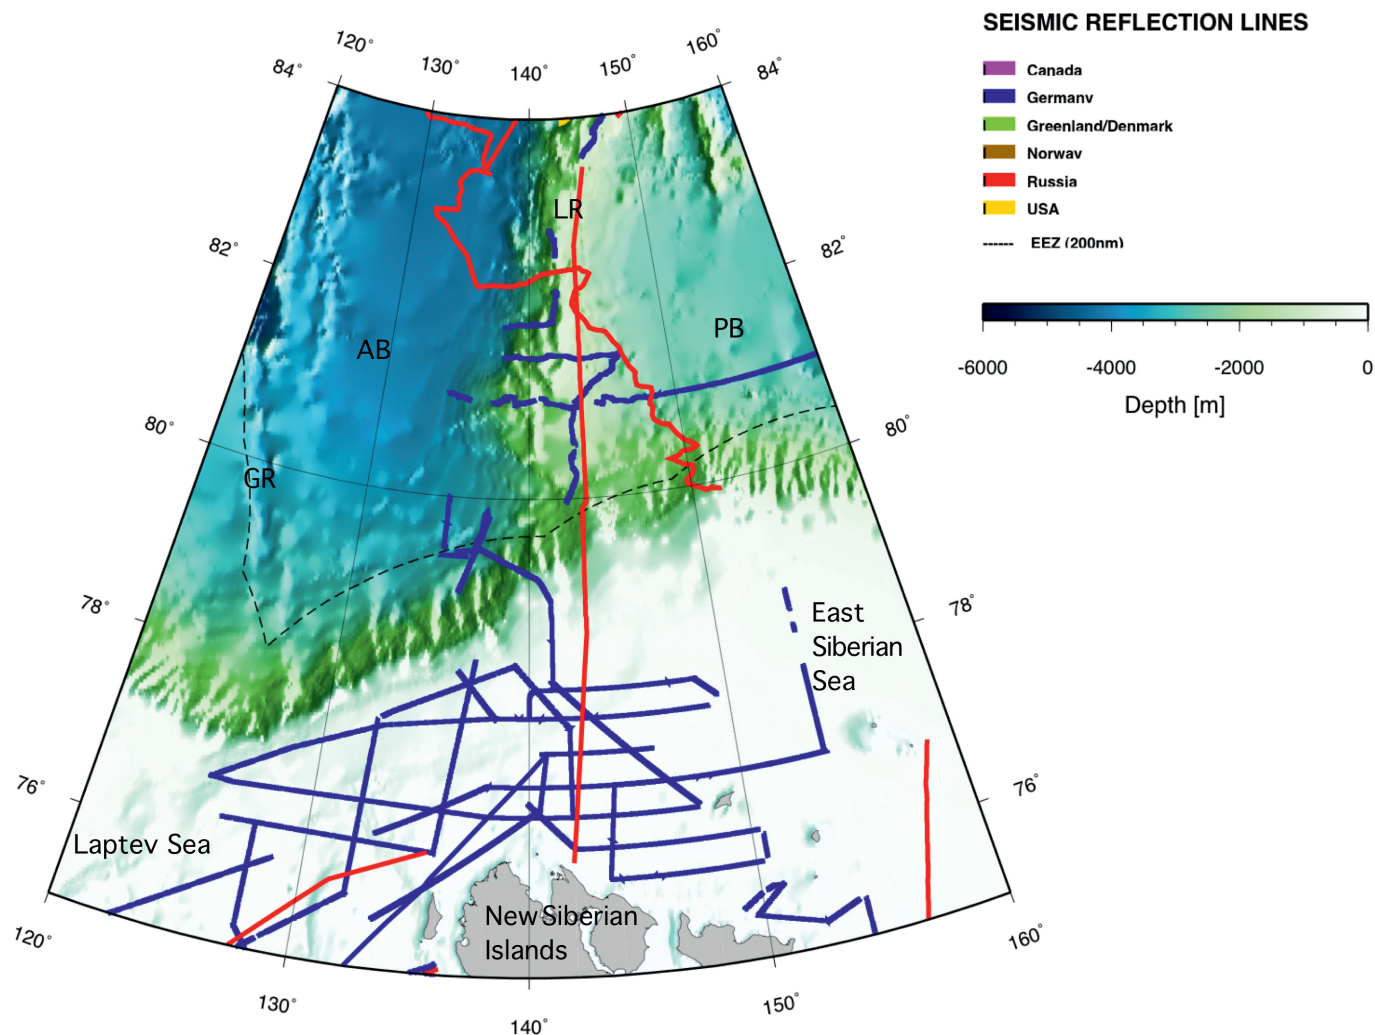 SEISMIC REFLECTION LINES
Canada
Germanv
Greenland/Denmark
Norwav
Russia
USA
EEZ (200nm)
-6000 -4000 -2000 0
Depth [m]
120° 130° 140° 150° 160°
84° 84°
82° 82°
LR
PB
AB
80° 80°
GR
78° 78°
East
Siberian
Sea
76° 76°
Laptev Sea
New Siberian
Islands
120° 130° 140° 150° 160°